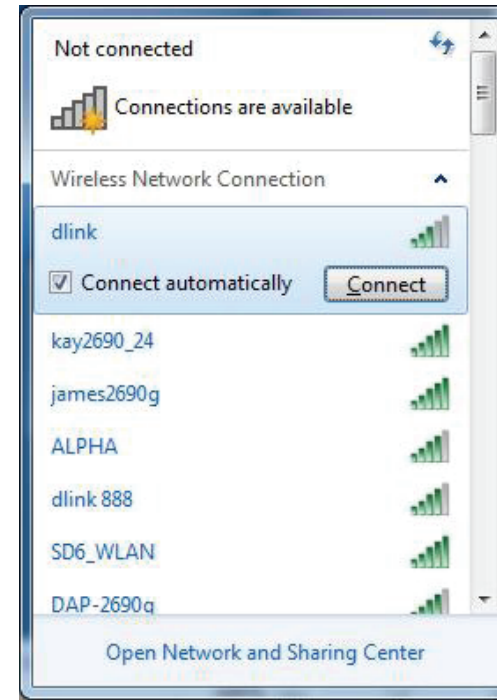 Not connected
Connections are available
Wireless Network Connection
dlink
Connect automatically
Connect
kay2690_24
james2690g
ALPHA
dlink 888
SD6_WLAN
DAP-2690g
Open Network and Sharing Center